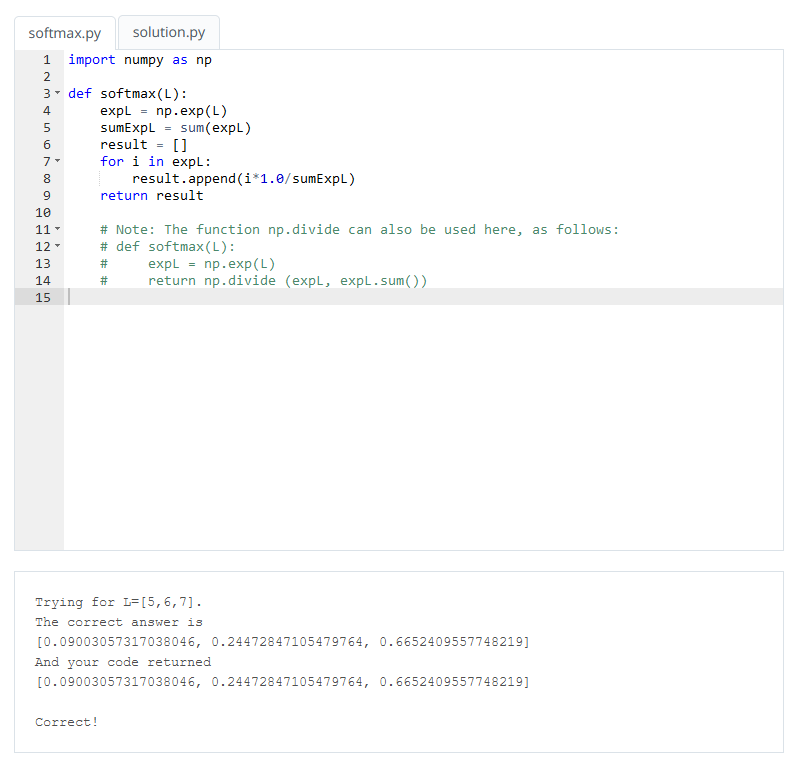 softmax.py solution.py
1 import numpy as np
2
3 def softmax(L):
4     expL = np.exp(L)
5     sumExpL = sum(expL)
6     result = []
7     for i in expL:
8         result.append(i*1.0/sumExpL)
9     return result
10
11     # Note: The function np.divide can also be used here, as follows:
12     # def softmax(L):
13     #     expL = np.exp(L)
14     #     return np.divide (expL, expL.sum())
15
Trying for L=[5,6,7].
The correct answer is
[0.09003057317038046, 0.24472847105479764, 0.6652409557748219]
And your code returned
[0.09003057317038046, 0.24472847105479764, 0.6652409557748219]
Correct!